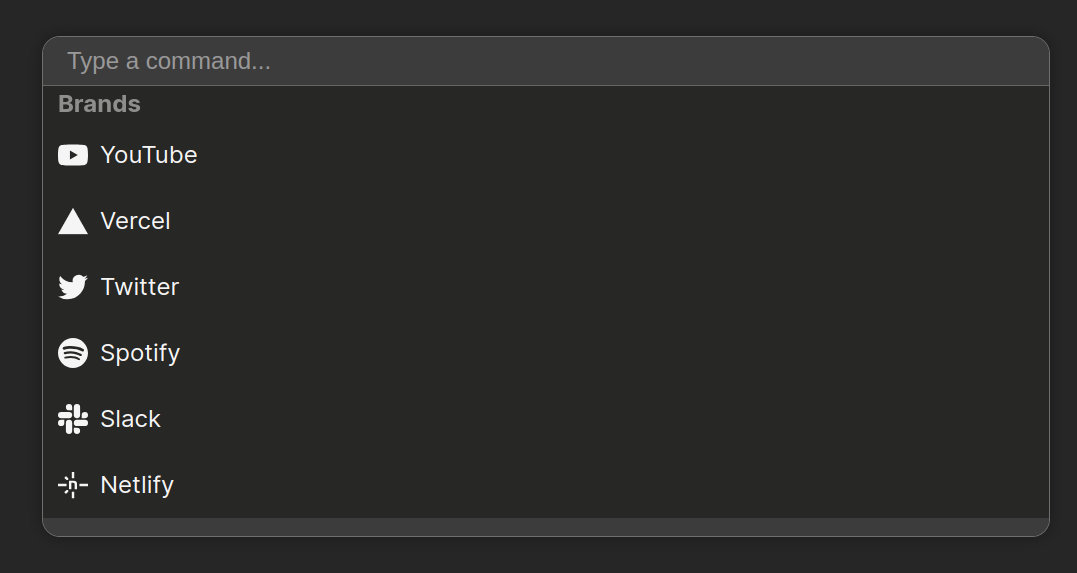 Type a command...
Brands
YouTube
Vercel
Twitter
Spotify
Slack
Netlify